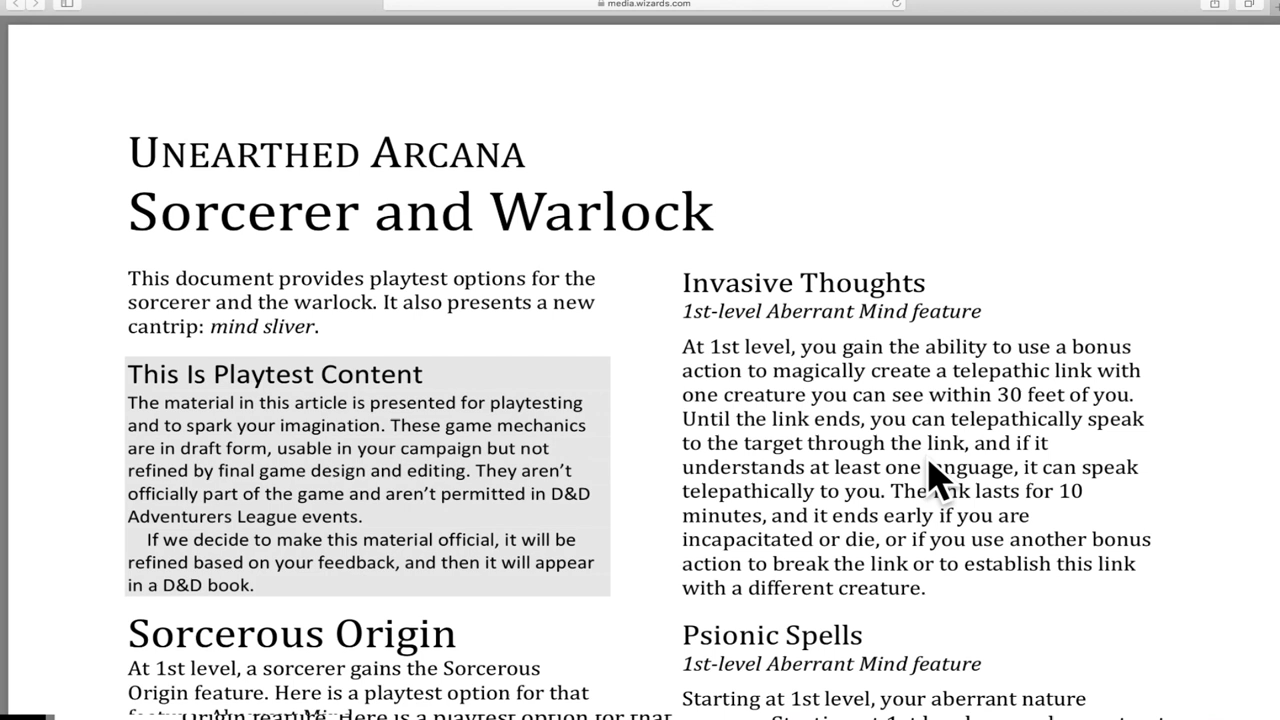 media.wizards.com
UNEARTHED ARCANA
Sorcerer and Warlock
This document provides playtest options for the
sorcerer and the warlock. It also presents a new
cantrip: mind sliver.
This Is Playtest Content
The material in this article is presented for playtesting
and to spark your imagination. These game mechanics
are in draft form, usable in your campaign but not
refined by final game design and editing. They aren't
officially part of the game and aren't permitted in D&D
Adventurers League events.
If we decide to make this material official, it will be
refined based on your feedback, and then it will appear
in a D&D book.
Sorcerous Origin
At 1st level, a sorcerer gains the Sorcerous
Origin feature. Here is a playtest option for that
Invasive Thoughts
1st-level Aberrant Mind feature
At 1st level, you gain the ability to use a bonus
action to magically create a telepathic link with
one creature you can see within 30 feet of you.
Until the link ends, you can telepathically speak
to the target through the link, and if it
understands at least one language, it can speak
telepathically to you. The link lasts for 10
minutes, and it ends early if you are
incapacitated or die, or if you use another bonus
action to break the link or to establish this link
with a different creature.
Psionic Spells
1st-level Aberrant Mind feature
Starting at 1st level, your aberrant nature